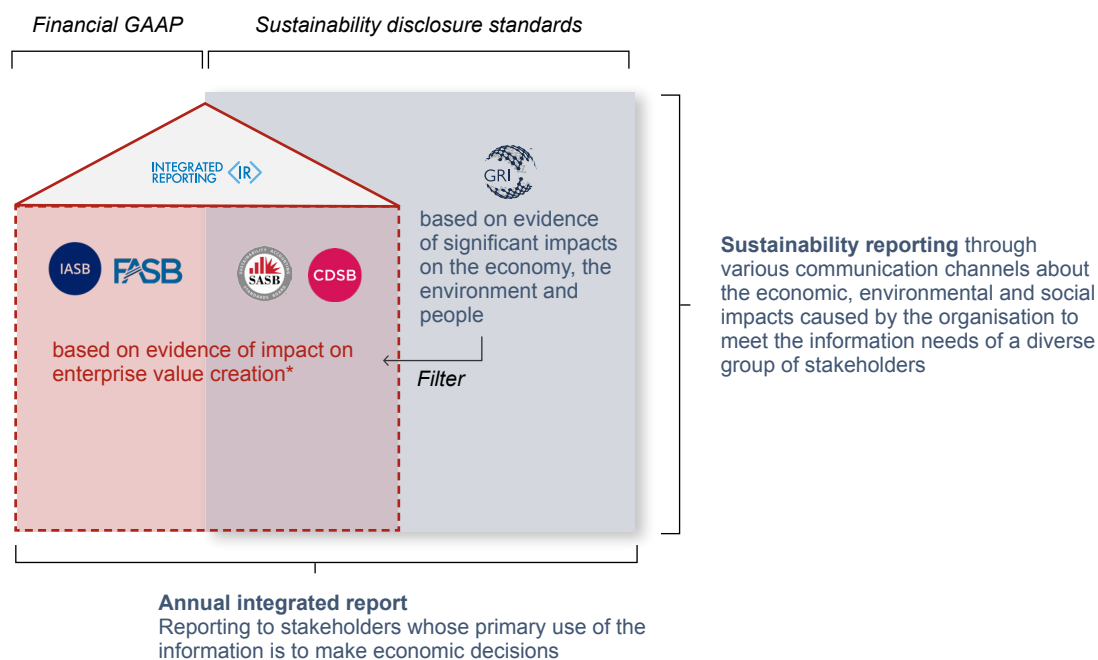 Financial GAAP
Sustainability disclosure standards
INTEGRATED
REPORTING
<IR>
GRI
based on evidence
of significant impacts
on the economy, the
environment and
people
IASB
FASB
SASB
CDSB
based on evidence of impact on
enterprise value creation*
Filter
Sustainability reporting through
various communication channels about
the economic, environmental and social
impacts caused by the organisation to
meet the information needs of a diverse
group of stakeholders
Annual integrated report
Reporting to stakeholders whose primary use of the
information is to make economic decisions